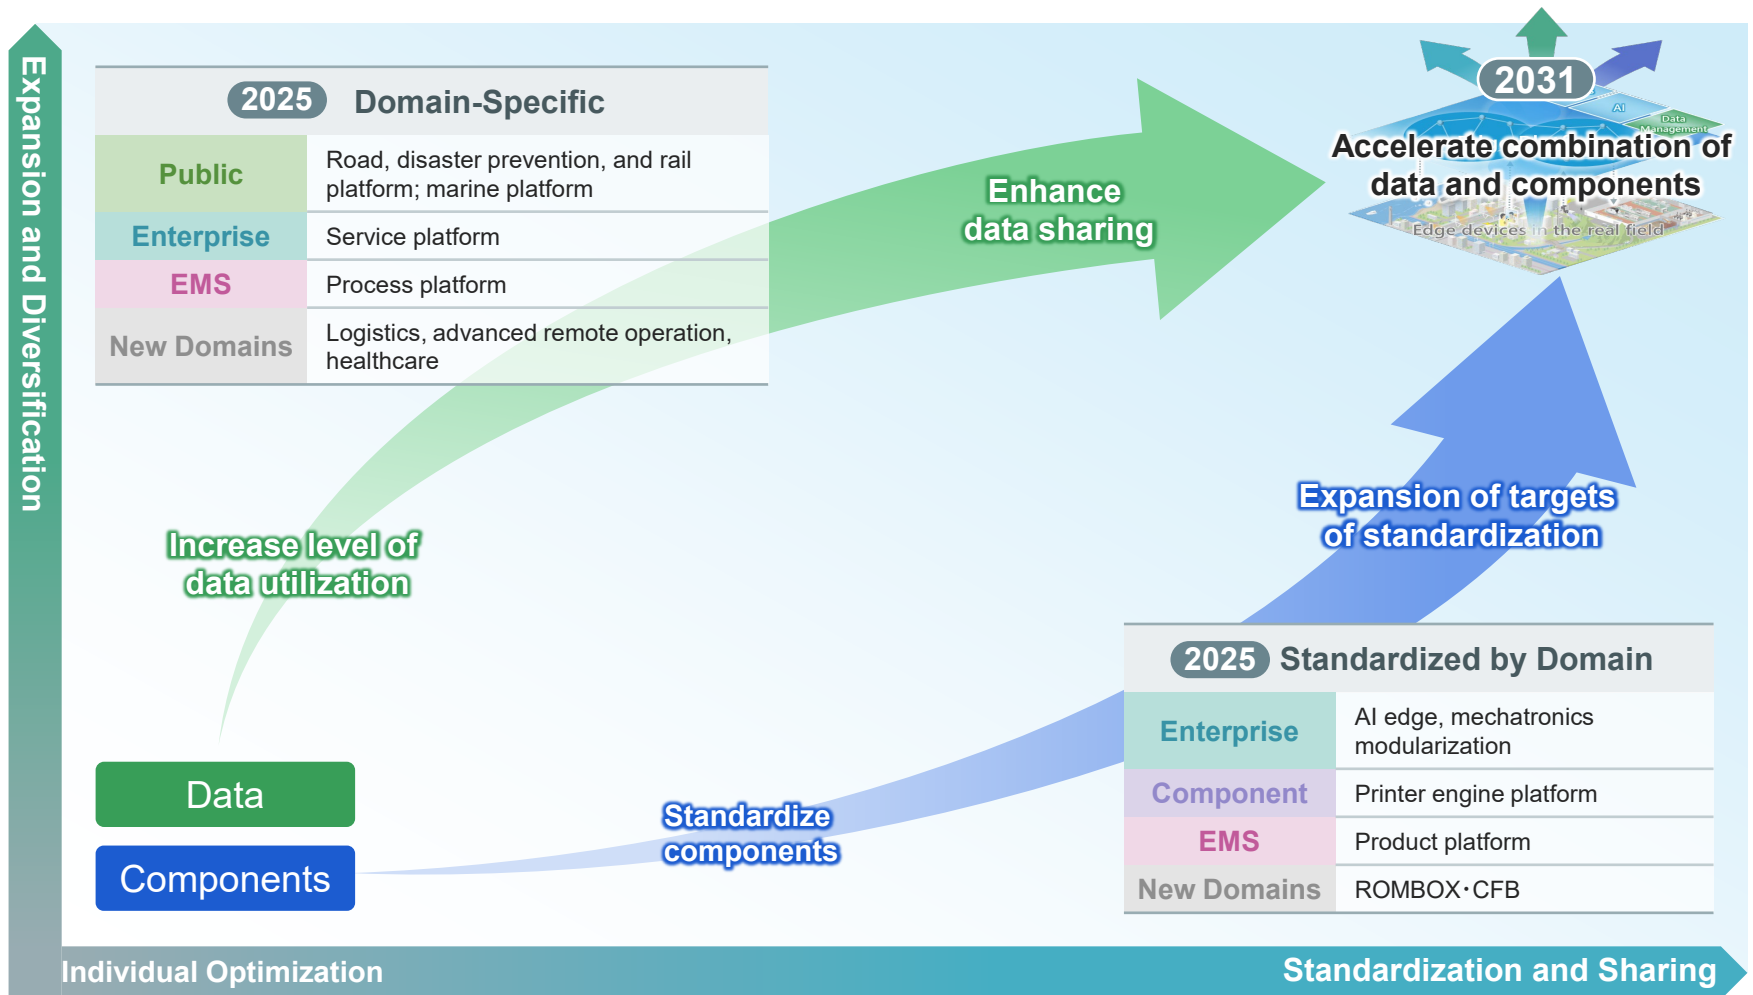 Expansion and Diversification
2025 Domain-Specific
Public
Road, disaster prevention, and rail
platform; marine platform
Enterprise
Service platform
EMS
Process platform
New Domains
Logistics, advanced remote operation,
healthcare
Enhance
data sharing
2031
AI
Data
Management
Accelerate combination of
data and components
Edge devices in the real field
Increase level of
data utilization
Expansion of targets
of standardization
Data
Components
Standardize
components
2025 Standardized by Domain
Enterprise
AI edge, mechatronics
modularization
Component
Printer engine platform
EMS
Product platform
New Domains
ROMBOX・CFB
Individual Optimization
Standardization and Sharing